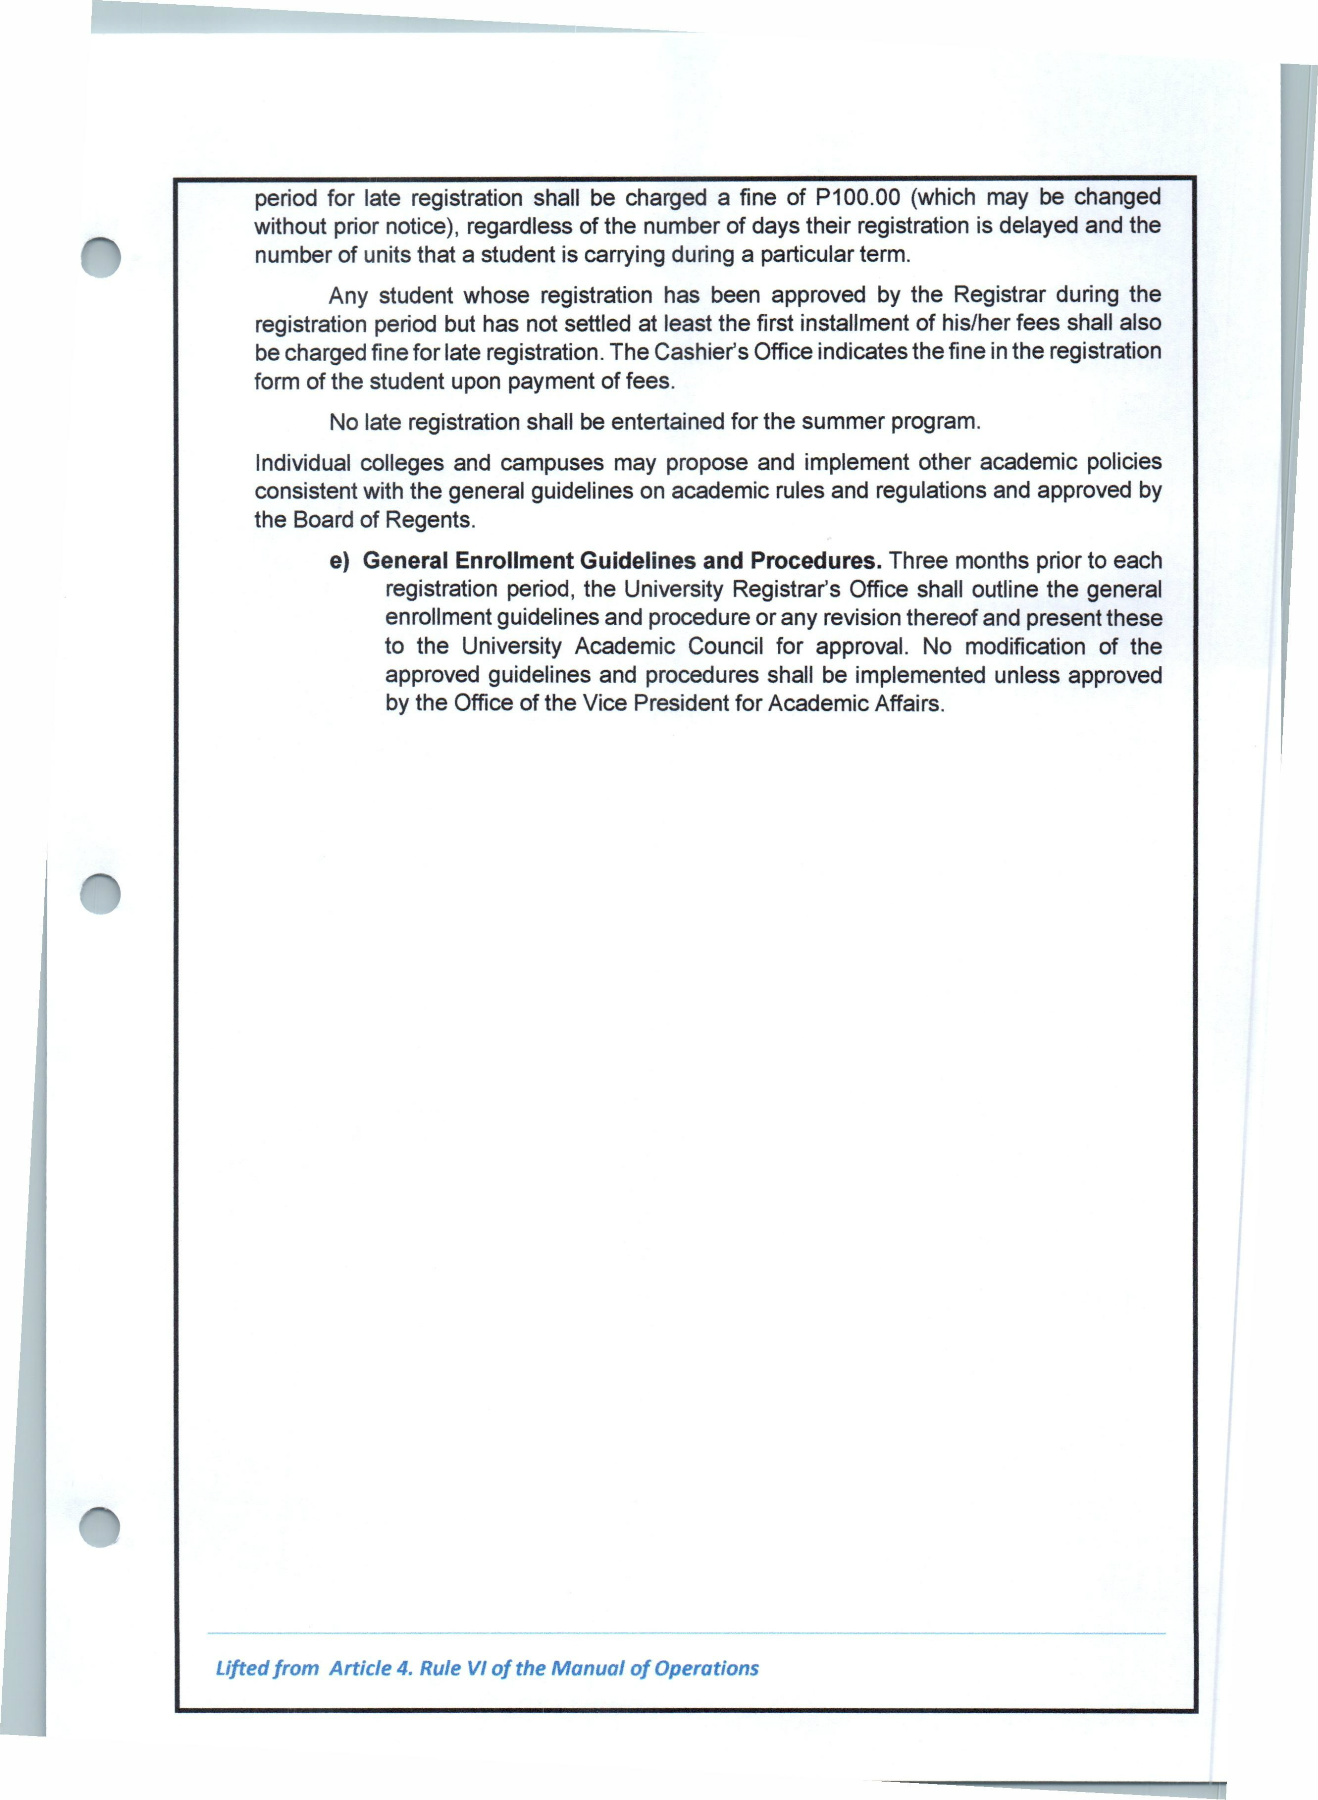 period for late registration shall be charged a fine of P100.00 (which may be changed
without prior notice), regardless of the number of days their registration is delayed and the
number of units that a student is carrying during a particular term.
Any student whose registration has been approved by the Registrar during the
registration period but has not settled at least the first installment of his/her fees shall also
be charged fine for late registration. The Cashier's Office indicates the fine in the registration
form of the student upon payment of fees.
No late registration shall be entertained for the summer program.
Individual colleges and campuses may propose and implement other academic policies
consistent with the general guidelines on academic rules and regulations and approved by
the Board of Regents.
e) General Enrollment Guidelines and Procedures. Three months prior to each
registration period, the University Registrar's Office shall outline the general
enrollment guidelines and procedure or any revision thereof and present these
to the University Academic Council for approval. No modification of the
approved guidelines and procedures shall be implemented unless approved
by the Office of the Vice President for Academic Affairs.
Lifted from Article 4. Rule VI of the Manual of Operations